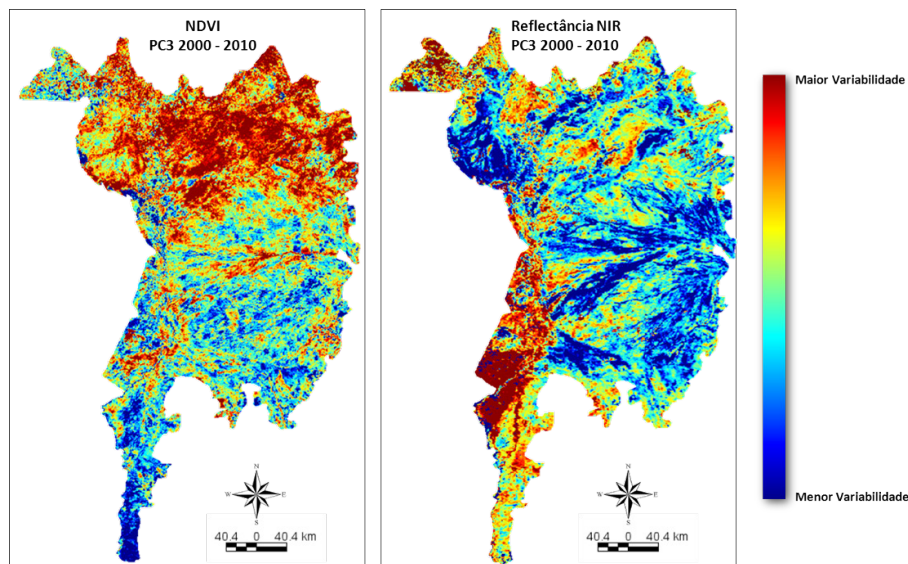 NDVI
PC3 2000 - 2010
N
W
E
S
40.4 0 40.4 km
Reflectância NIR
PC3 2000 - 2010
N
W
E
S
40.4 0 40.4 km
Maior Variabilidade
Menor Variabilidade